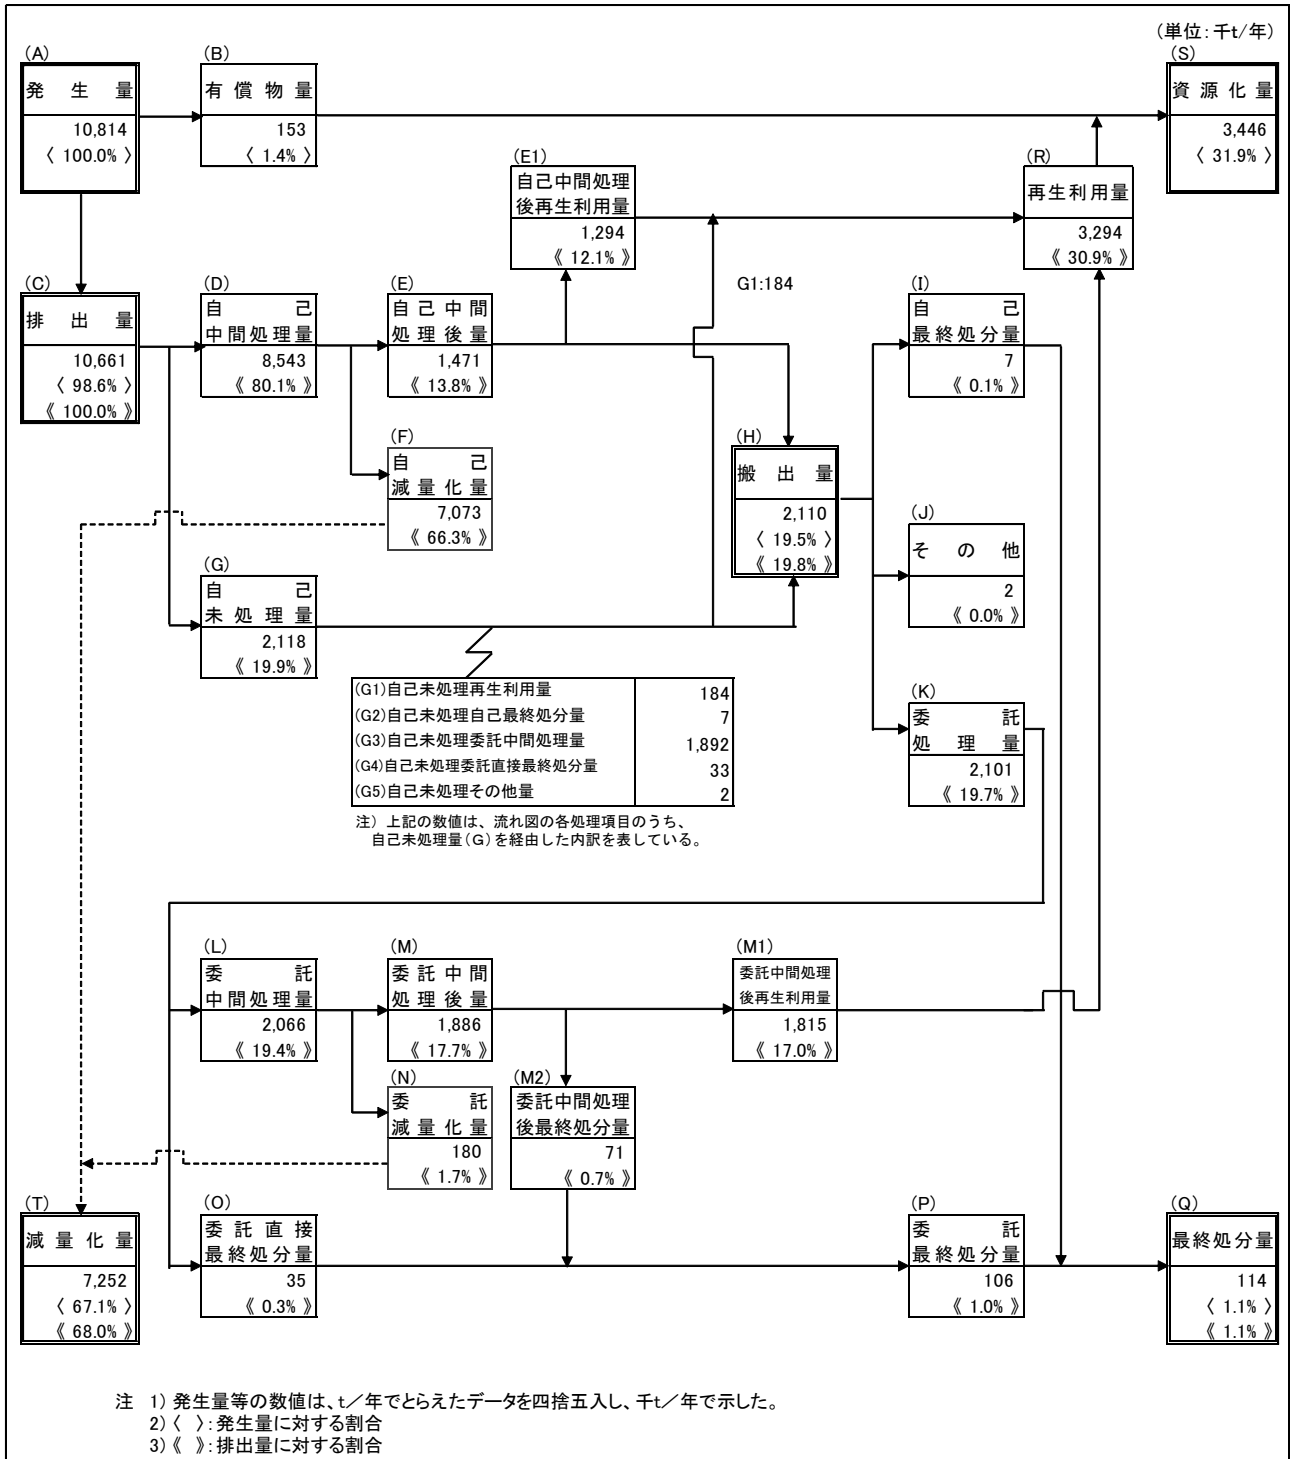 (単位:千t/年)
(A)
発生量
10,814
〈 100.0% 〉
(B)
有償物量
153
〈 1.4% 〉
(S)
資源化量
3,446
〈 31.9% 〉
(E1)
自己中間処理
後再生利用量
1,294
《 12.1% 》
(R)
再生利用量
3,294
《 30.9% 》
G1:184
(C)
排出量
10,661
〈 98.6% 〉
《 100.0% 》
(D)
自己
中間処理量
8,543
《 80.1% 》
(E)
自己中間
処理後量
1,471
《 13.8% 》
(I)
自己
最終処分量
7
《 0.1% 》
(F)
自己
減量化量
7,073
《 66.3% 》
(H)
搬出量
2,110
〈 19.5% 〉
《 19.8% 》
(J)
その他
2
《 0.0% 》
(G)
自己
未処理量
2,118
《 19.9% 》
(G1)自己未処理再生利用量 184
(G2)自己未処理自己最終処分量 7
(G3)自己未処理委託中間処理量 1,892
(G4)自己未処理委託直接最終処分量 33
(G5)自己未処理その他量 2
注) 上記の数値は、流れ図の各処理項目のうち、
自己未処理量(G)を経由した内訳を表している。
(K)
委託
処理量
2,101
《 19.7% 》
(L)
委託
中間処理量
2,066
《 19.4% 》
(M)
委託中間
処理後量
1,886
《 17.7% 》
(M1)
委託中間処理
後再生利用量
1,815
《 17.0% 》
(N)
委託
減量化量
180
《 1.7% 》
(M2)
委託中間処理
後最終処分量
71
《 0.7% 》
(T)
減量化量
7,252
〈 67.1% 〉
《 68.0% 》
(O)
委託直接
最終処分量
35
《 0.3% 》
(P)
委託
最終処分量
106
《 1.0% 》
(Q)
最終処分量
114
〈 1.1% 〉
《 1.1% 》
注 1) 発生量等の数値は、t/年でとらえたデータを四捨五入し、千t/年で示した。
2)〈 〉:発生量に対する割合
3)《 》:排出量に対する割合